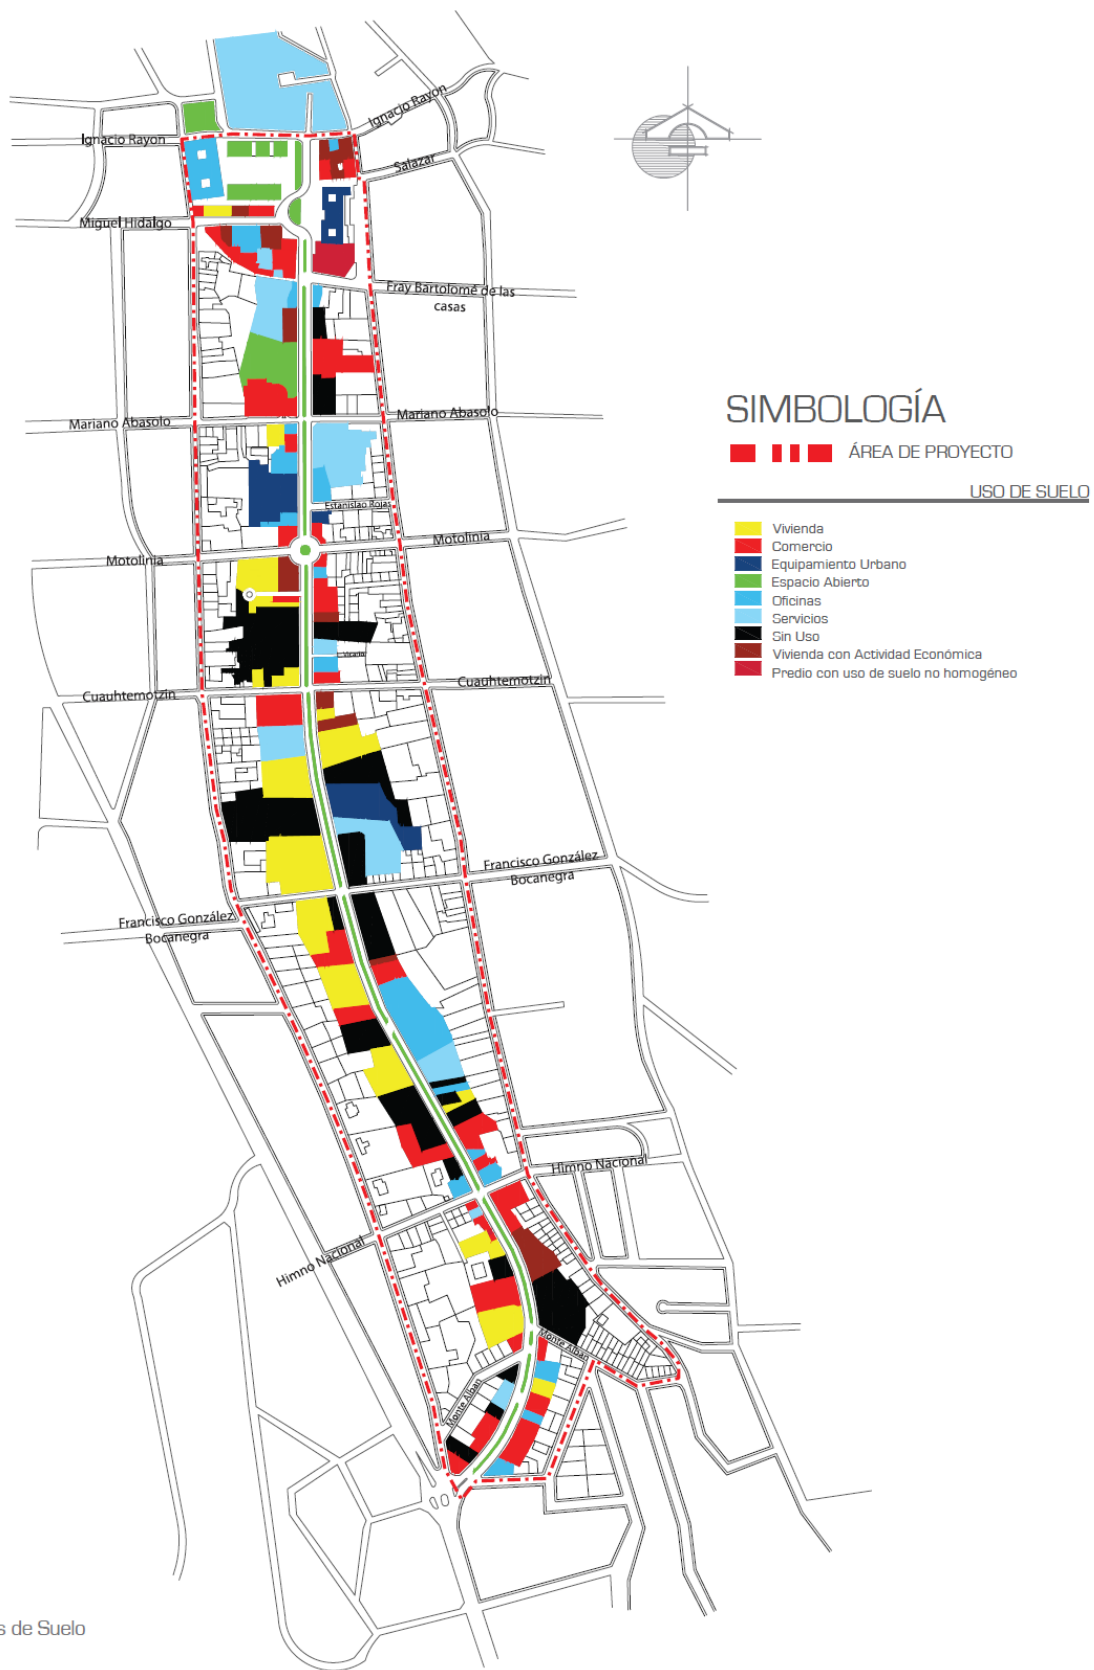 Ignacio Rayon
Ignacio Rayon
Salazar
Miguel Hidalgo
Fray Bartolomé de las
casas
SIMBOLOGÍA
Mariano Abasolo
Mariano Abasolo
ÁREA DE PROYECTO
USO DE SUELO
Estanislao Rojas
Vivienda
Comercio
Motolinia
Motolinia
Equipamiento Urbano
Espacio Abierto
Oficinas
Servicios
Sin Uso
Vivienda con Actividad Económica
Predio con uso de suelo no homogéneo
Cuauhtemotzin
Cuauhtemotzin
Francisco González
Bocanegra
Francisco González
Bocanegra
Himno Nacional
Himno Nacional
Monte Alban
Monte Alban
s de Suelo